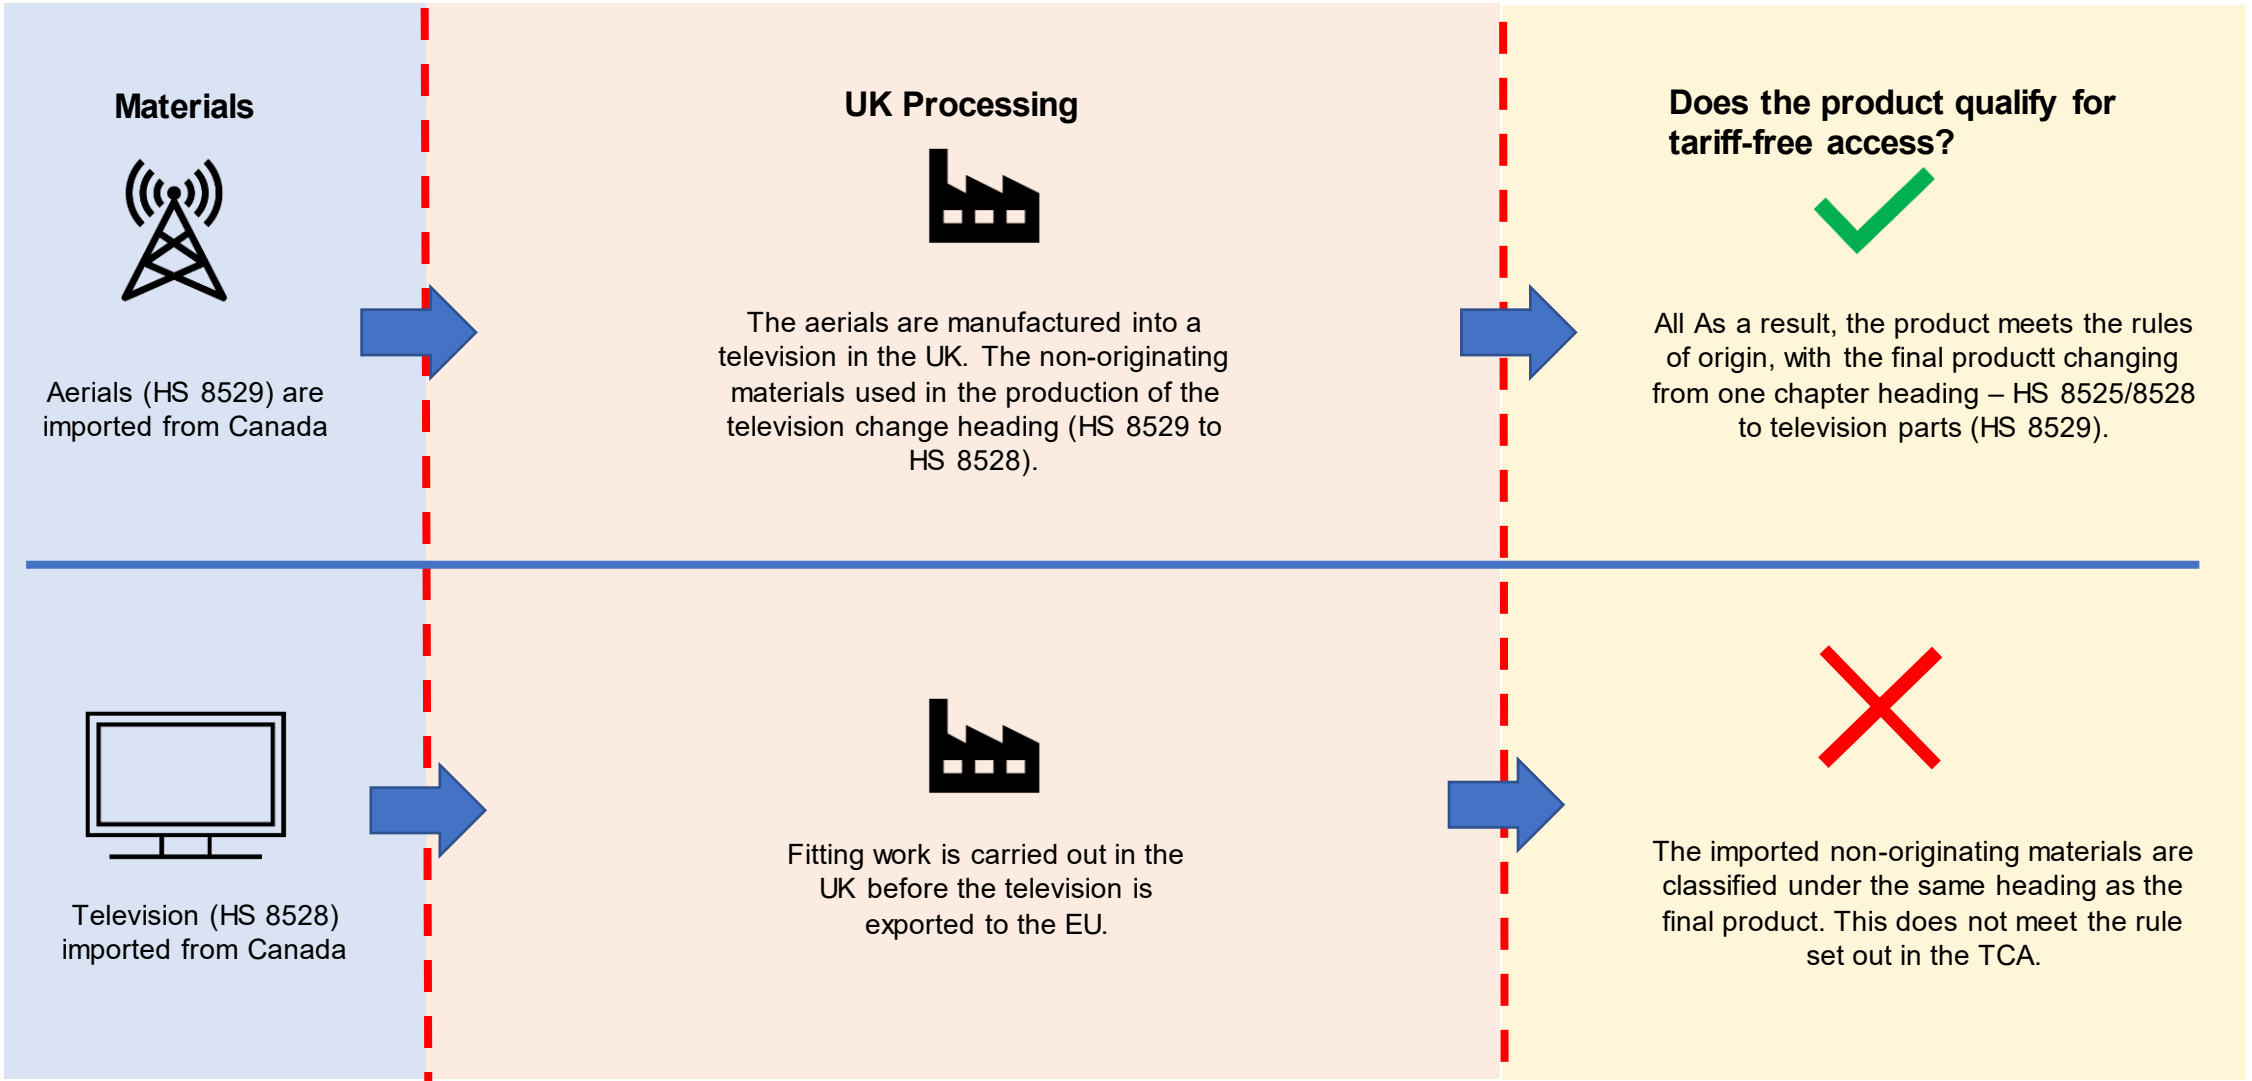 Materials
UK Processing
Does the product qualify for
tariff-free access?
Aerials (HS 8529) are
imported from Canada
The aerials are manufactured into a
television in the UK. The non-originating
materials used in the production of the
television change heading (HS 8529 to
HS 8528).
All As a result, the product meets the rules
of origin, with the final productt changing
from one chapter heading – HS 8525/8528
to television parts (HS 8529).
Television (HS 8528)
imported from Canada
Fitting work is carried out in the
UK before the television is
exported to the EU.
The imported non-originating materials are
classified under the same heading as the
final product. This does not meet the rule
set out in the TCA.